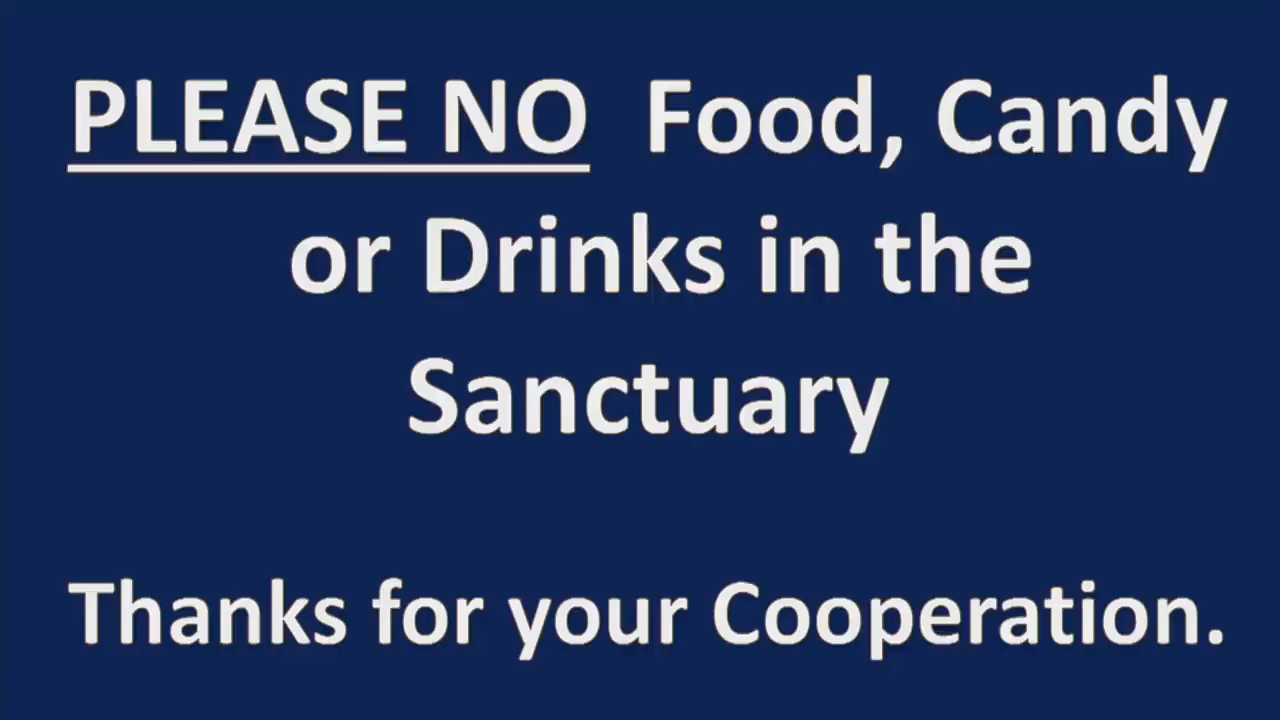 PLEASE NO  Food, Candy
or Drinks in the
Sanctuary
Thanks for your Cooperation.